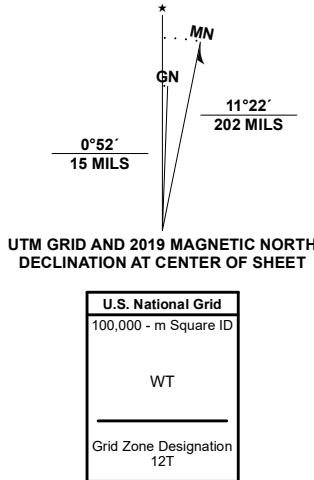 MN
GN
11°22´
202 MILS
0°52´
15 MILS
UTM GRID AND 2019 MAGNETIC NORTH
DECLINATION AT CENTER OF SHEET
U.S. National Grid
100,000 - m Square ID
WT
Grid Zone Designation
12T